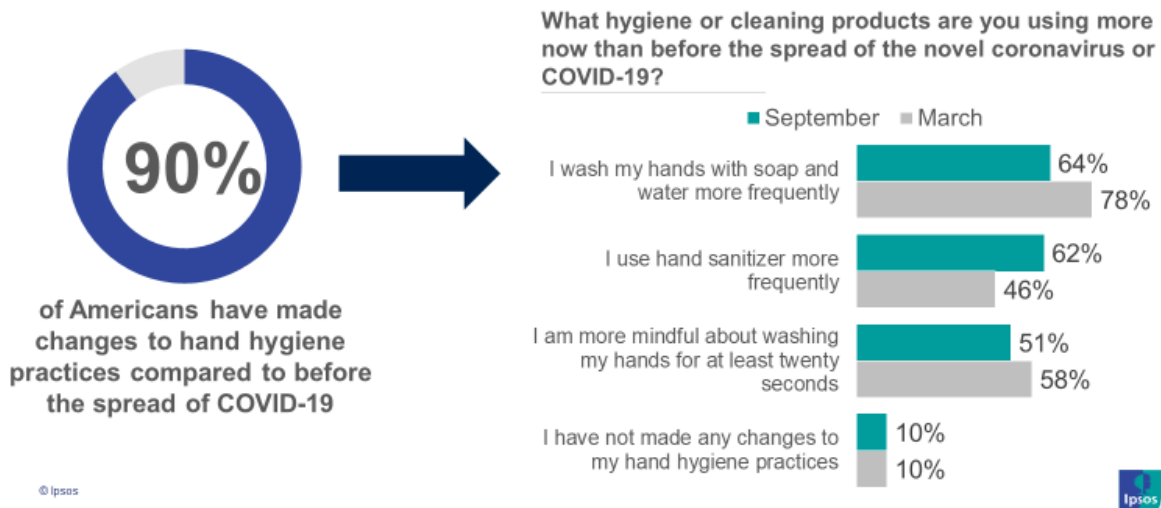 90%
of Americans have made
changes to hand hygiene
practices compared to before
the spread of COVID-19
What hygiene or cleaning products are you using more
now than before the spread of the novel coronavirus or
COVID-19?
September March
I wash my hands with soap and
water more frequently
64%
78%
I use hand sanitizer more
frequently
62%
46%
I am more mindful about washing
my hands for at least twenty
seconds
51%
58%
I have not made any changes to
my hand hygiene practices
10%
10%
© Ipsos
Ipsos